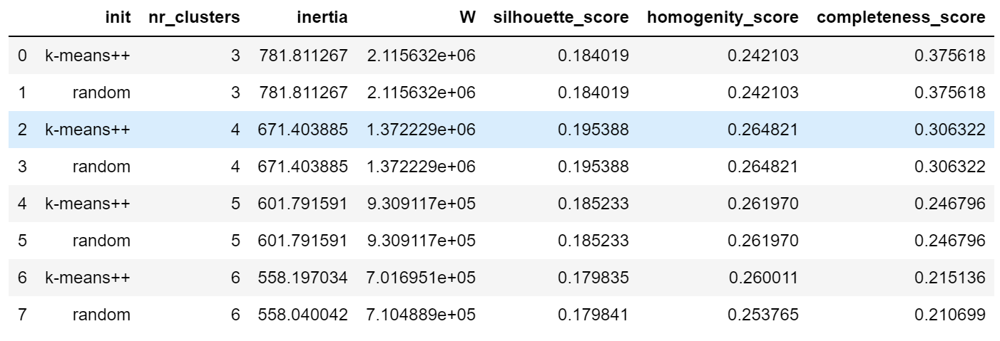 init nr_clusters inertia W silhouette_score homogenity_score completeness_score
0 k-means++ 3 781.811267 2.115632e+06 0.184019 0.242103 0.375618
1 random 3 781.811267 2.115632e+06 0.184019 0.242103 0.375618
2 k-means++ 4 671.403885 1.372229e+06 0.195388 0.264821 0.306322
3 random 4 671.403885 1.372229e+06 0.195388 0.264821 0.306322
4 k-means++ 5 601.791591 9.309117e+05 0.185233 0.261970 0.246796
5 random 5 601.791591 9.309117e+05 0.185233 0.261970 0.246796
6 k-means++ 6 558.197034 7.016951e+05 0.179835 0.260011 0.215136
7 random 6 558.040042 7.104889e+05 0.179841 0.253765 0.210699